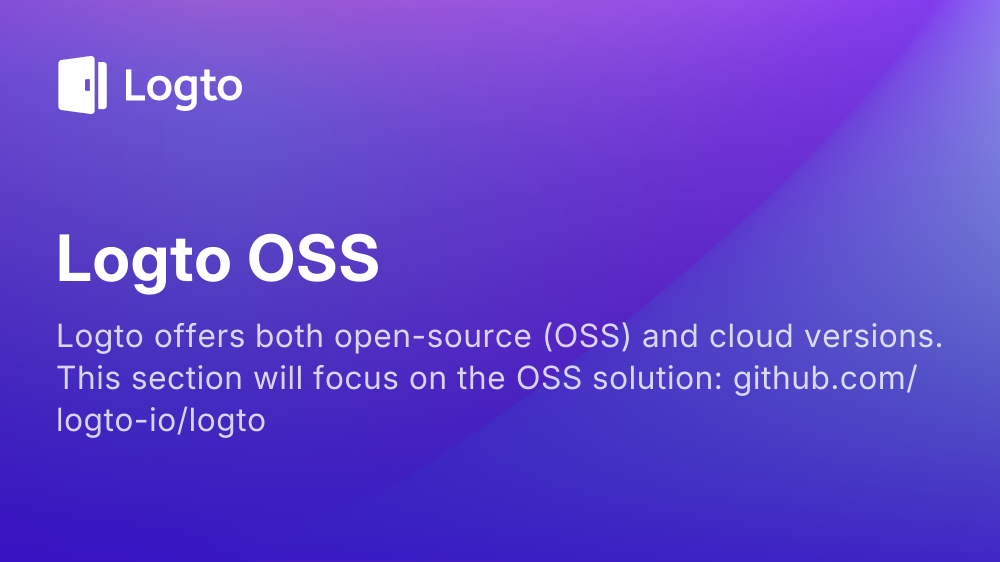 Logto
Logto OSS
Logto offers both open-source (OSS) and cloud versions.
This section will focus on the OSS solution: github.com/
logto-io/logto